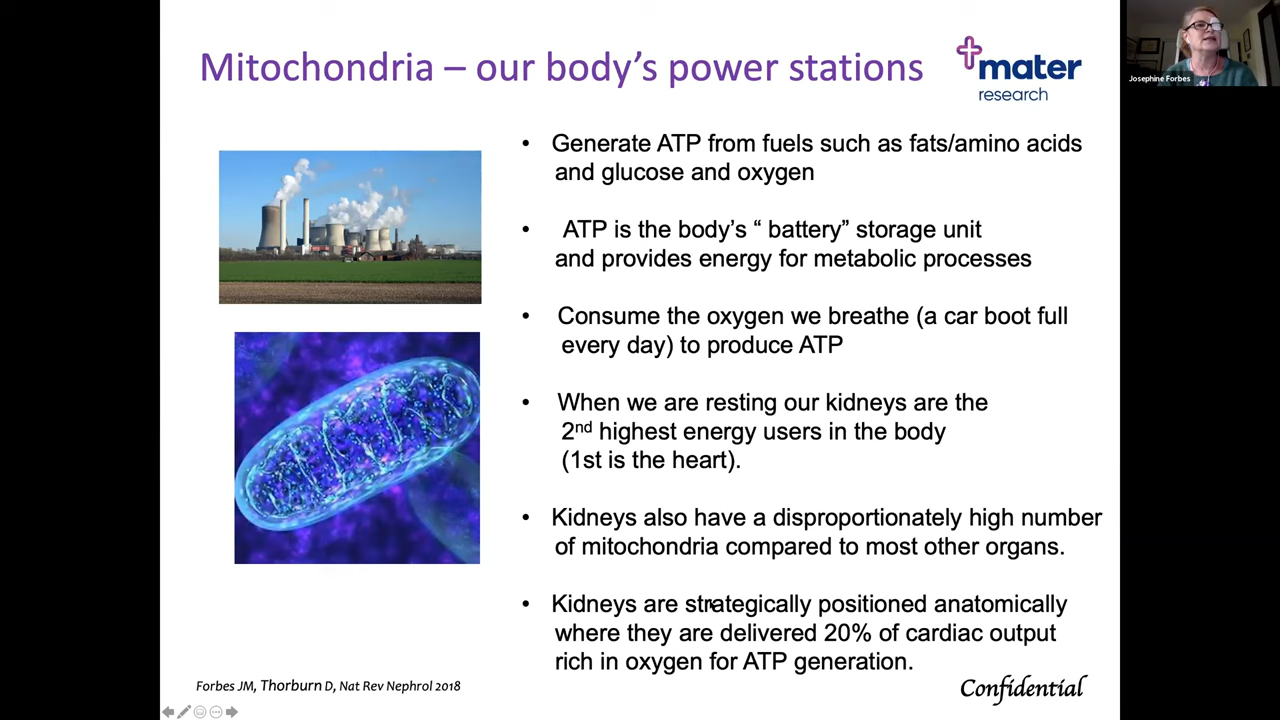 Mitochondria – our body's power stations
mater
research
Josephine Forbes
• Generate ATP from fuels such as fats/amino acids
and glucose and oxygen
• ATP is the body's “ battery” storage unit
and provides energy for metabolic processes
• Consume the oxygen we breathe (a car boot full
every day) to produce ATP
• When we are resting our kidneys are the
2nd highest energy users in the body
(1st is the heart).
• Kidneys also have a disproportionately high number
of mitochondria compared to most other organs.
• Kidneys are strategically positioned anatomically
where they are delivered 20% of cardiac output
rich in oxygen for ATP generation.
Forbes JM, Thorburn D, Nat Rev Nephrol 2018
Confidential